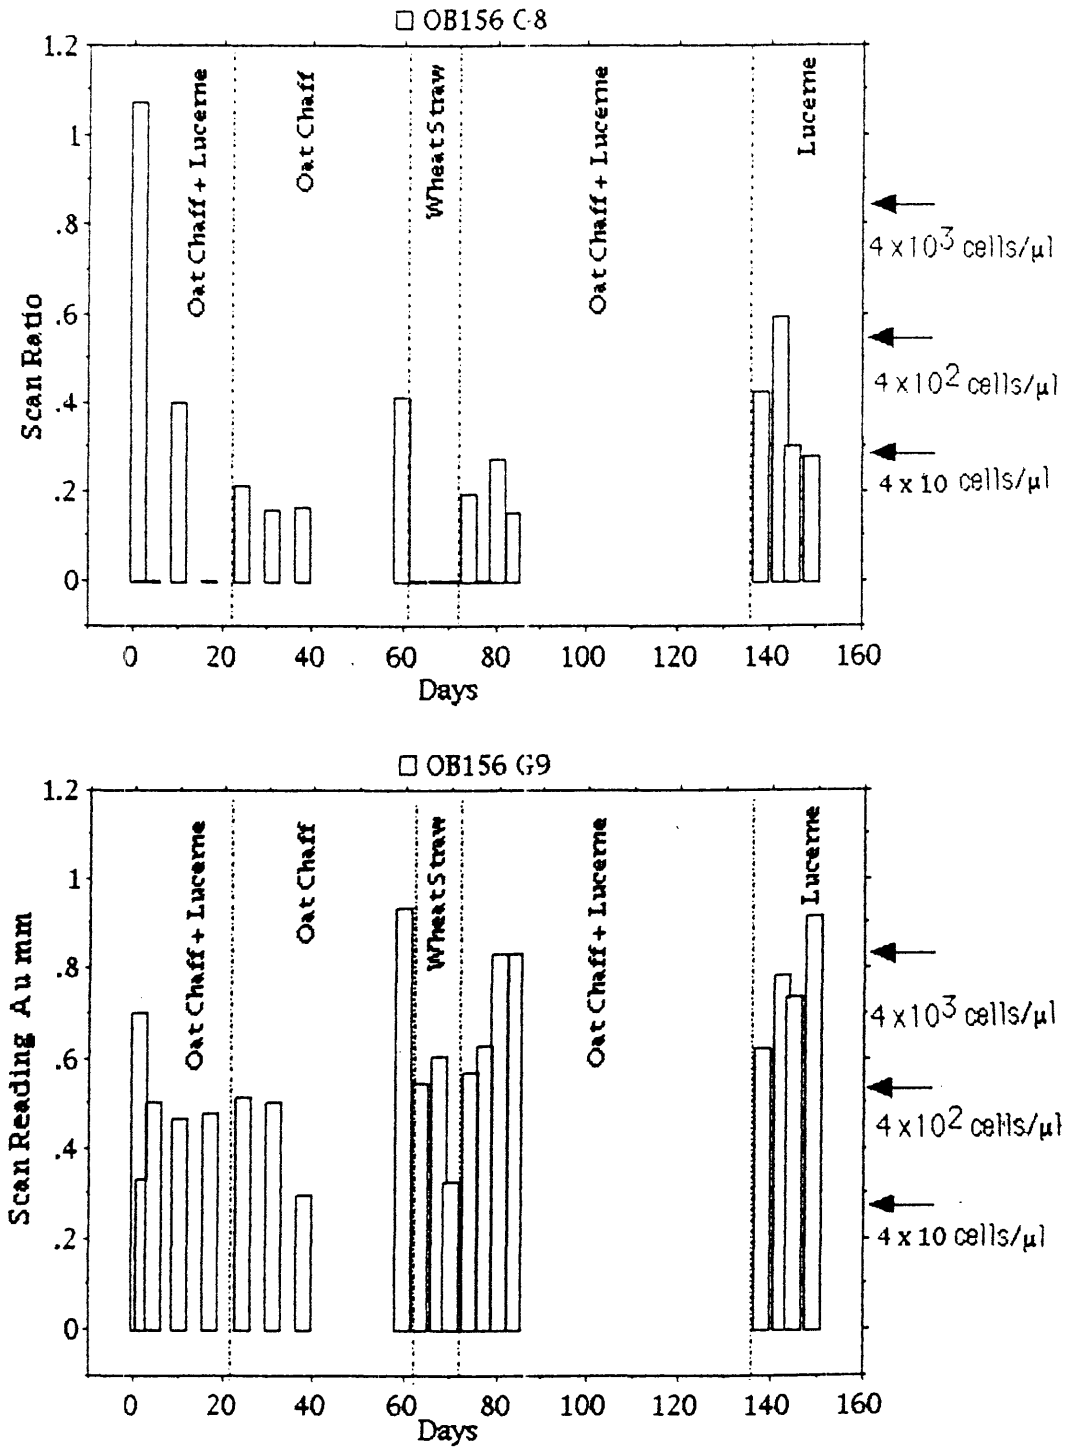 OB156 C-8
1.2
1
.8
.6
.4
.2
0
Scan Ratio
Oat Chaff + Lucerne
Oat Chaff
Wheat Straw
Oat Chaff + Lucerne
Lucerne
4 x 10³ cells/µl
4 x 10² cells/µl
4 x 10 cells/µl
0 20 40 60 80 100 120 140 160
Days
OB156 G9
1.2
1
.8
.6
.4
.2
0
Scan Reading Au mm
Oat Chaff + Lucerne
Oat Chaff
Wheat Straw
Oat Chaff + Lucerne
Lucerne
4 x 10³ cells/µl
4 x 10² cells/µl
4 x 10 cells/µl
0 20 40 60 80 100 120 140 160
Days